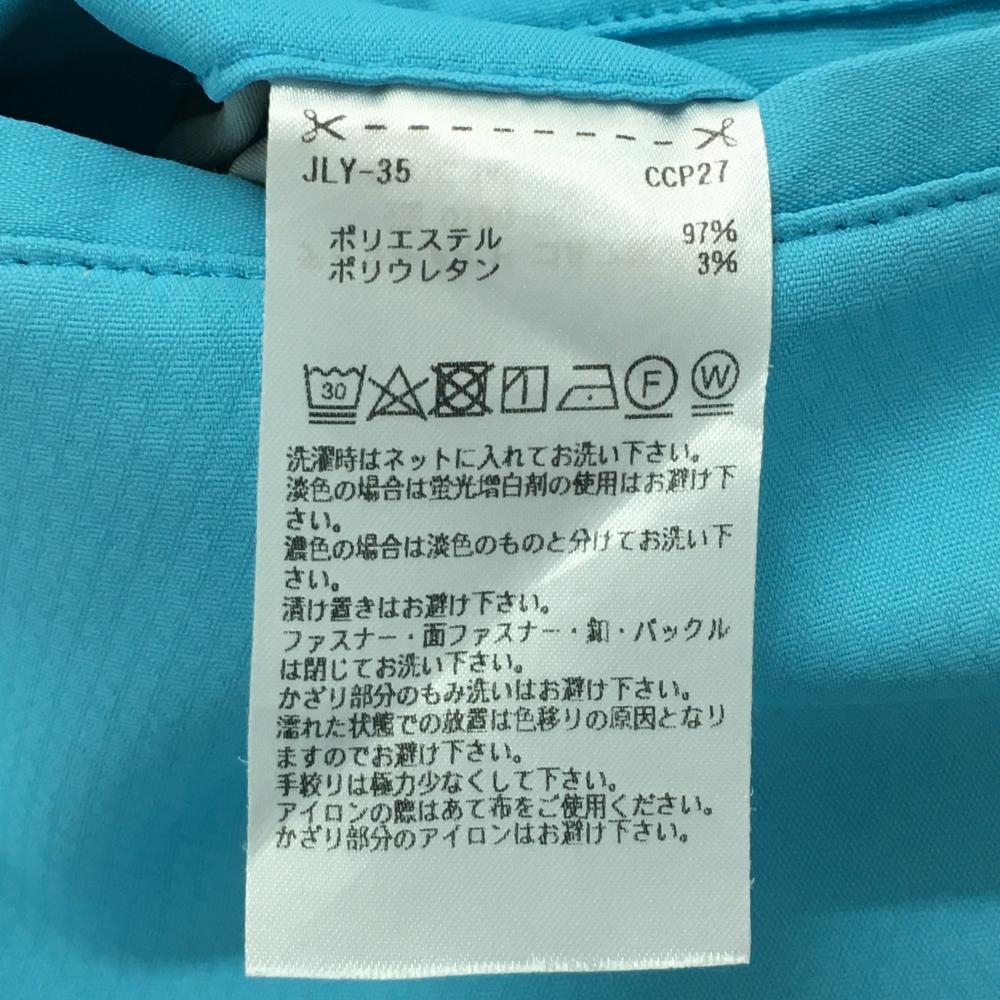 JLY-35 CCP27
ポリエステル 97%
ポリウレタン 3%
30 F W
洗濯時はネットに入れてお洗い下さい。
淡色の場合は蛍光増白剤の使用はお避け下
さい。
濃色の場合は淡色のものと分けてお洗い下
さい。
漬け置きはお避け下さい。
ファスナー・面ファスナー・釦・バックル
は閉じてお洗い下さい。
かざり部分のもみ洗いはお避け下さい。
濡れた状態での放置は色移りの原因となり
ますのでお避け下さい。
手絞りは極力少なくして下さい。
アイロンの際はあて布をご使用ください。
かざり部分のアイロンはお避け下さい。